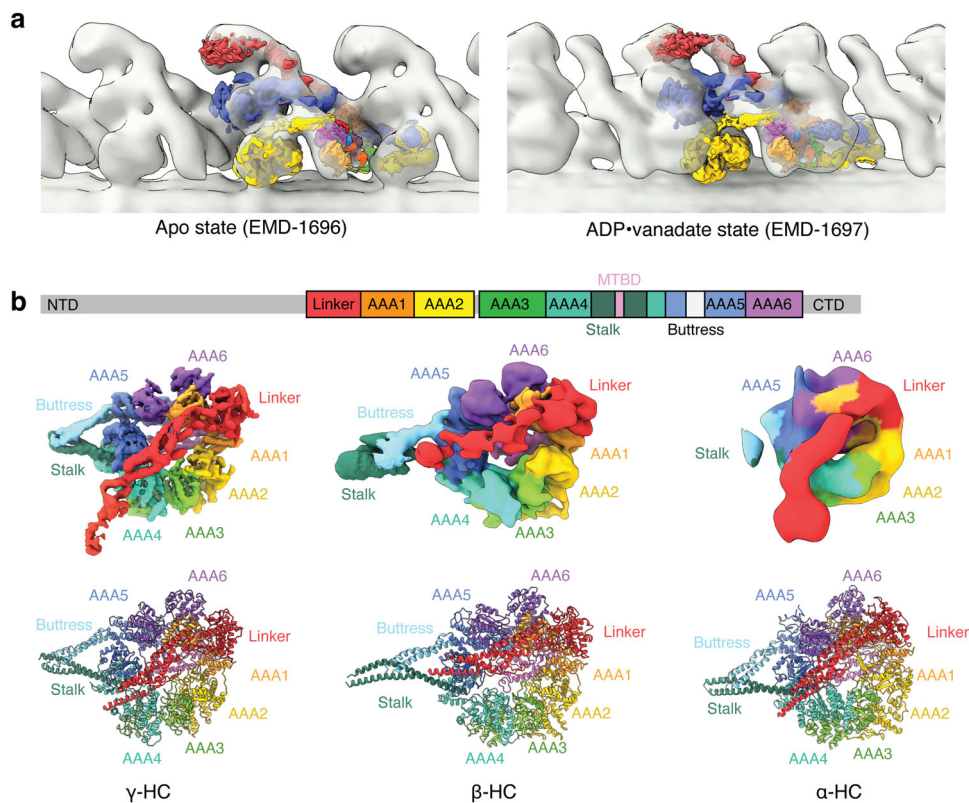 a
Apo state (EMD-1696)
ADP•vanadate state (EMD-1697)
b
MTBD
NTD
Linker
AAA1
AAA2
AAA3
AAA4
AAA5
AAA6
CTD
Stalk
Buttress
AAA6
AAA5
Linker
Buttress
Stalk
AAA1
AAA2
AAA4
AAA3
AAA6
AAA5
Linker
Buttress
Stalk
AAA1
AAA2
AAA4
AAA3
AAA6
AAA5
Linker
Stalk
AAA1
AAA2
AAA3
AAA6
AAA5
Buttress
Linker
Stalk
AAA1
AAA2
AAA3
AAA4
γ-HC
AAA6
AAA5
Buttress
Linker
Stalk
AAA1
AAA2
AAA4
AAA3
β-HC
AAA6
AAA5
Buttress
Linker
Stalk
AAA1
AAA2
AAA4
AAA3
α-HC